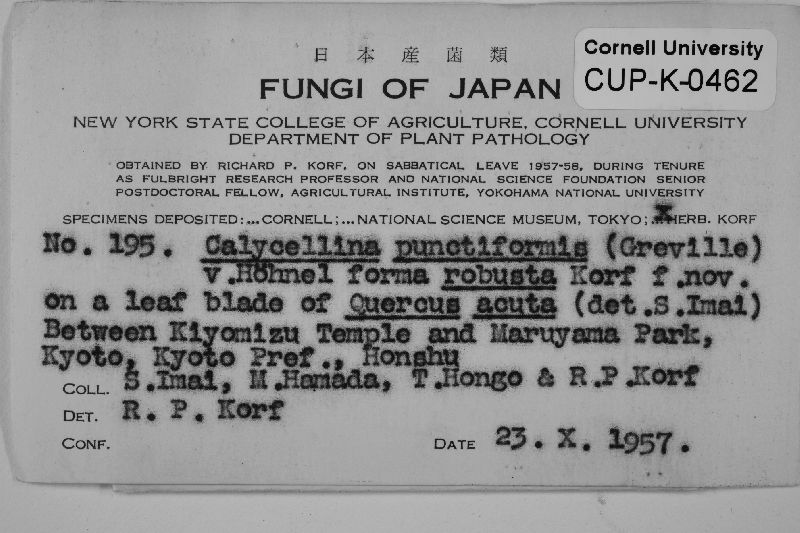 日本産菌類
Cornell University
CUP-K-0462
FUNGI OF JAPAN
NEW YORK STATE COLLEGE OF AGRICULTURE, CORNELL UNIVERSITY
DEPARTMENT OF PLANT PATHOLOGY
OBTAINED BY RICHARD P. KORF, ON SABBATICAL LEAVE 1957-58, DURING TENURE
AS FULBRIGHT RESEARCH PROFESSOR AND NATIONAL SCIENCE FOUNDATION SENIOR
POSTDOCTORAL FELLOW, AGRICULTURAL INSTITUTE, YOKOHAMA NATIONAL UNIVERSITY
SPECIMENS DEPOSITED:...CORNELL;...NATIONAL SCIENCE MUSEUM, TOKYO;.x.HERB. KORF
No. 195. Calycellina punctiformis (Greville)
v.Höhnel forma robusta Korf f.nov.
on a leaf blade of Quercus acuta (det.S.Imai)
Between Kiyomizu Temple and Maruyama Park,
Kyoto, Kyoto Pref., Honshu
COLL. S.Imai, M.Hamada, T.Hongo & R.P.Korf
DET. R. P. Korf
CONF. DATE 23. X. 1957.